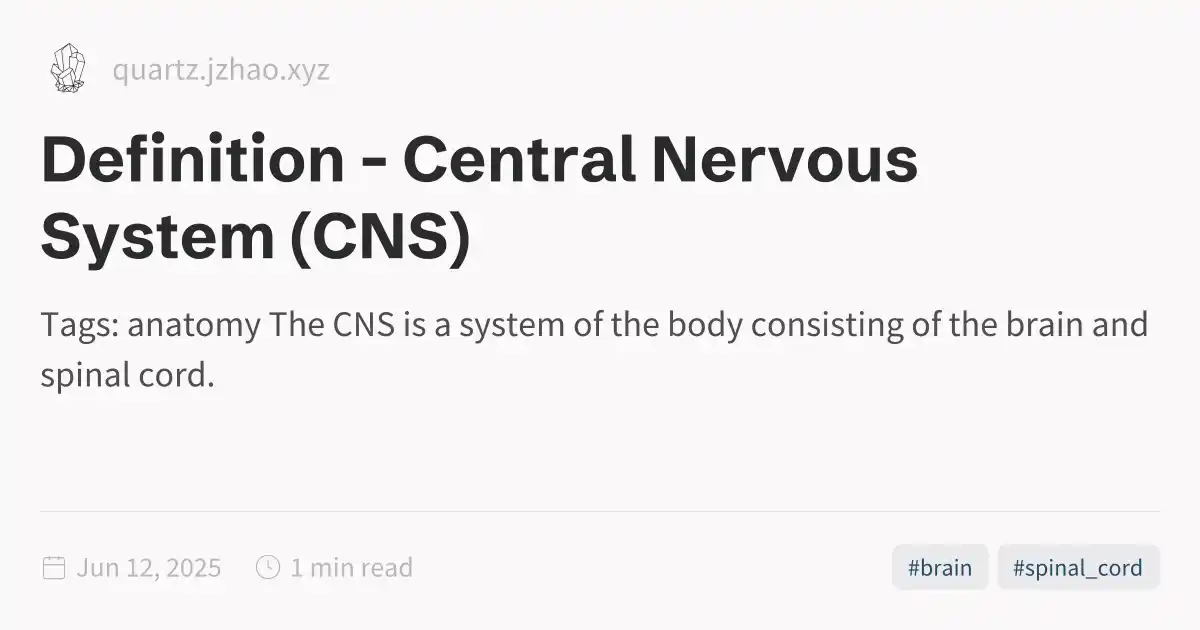 quartz.jzhao.xyz
Definition - Central Nervous
System (CNS)
Tags: anatomy The CNS is a system of the body consisting of the brain and
spinal cord.
Jun 12, 2025 1 min read #brain #spinal_cord